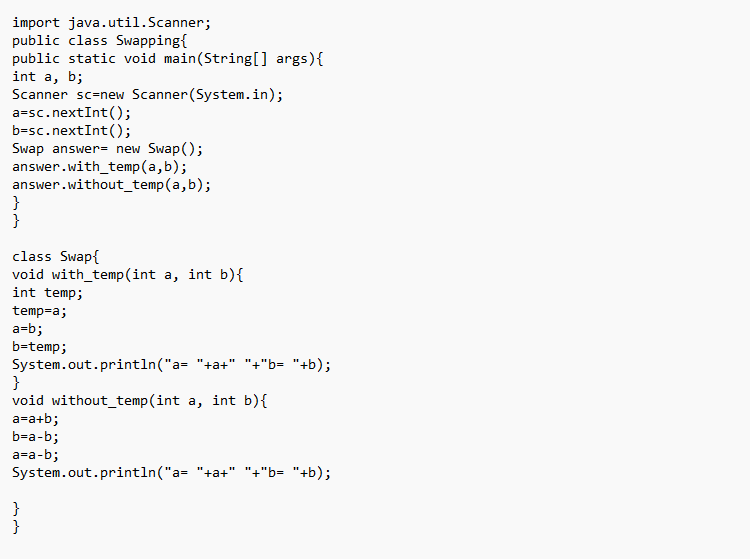 import java.util.Scanner;
public class Swapping{
public static void main(String[] args){
int a, b;
Scanner sc=new Scanner(System.in);
a=sc.nextInt();
b=sc.nextInt();
Swap answer= new Swap();
answer.with_temp(a,b);
answer.without_temp(a,b);
}
}
class Swap{
void with_temp(int a, int b){
int temp;
temp=a;
a=b;
b=temp;
System.out.println("a= "+a+" "+"b= "+b);
}
void without_temp(int a, int b){
a=a+b;
b=a-b;
a=a-b;
System.out.println("a= "+a+" "+"b= "+b);
}
}